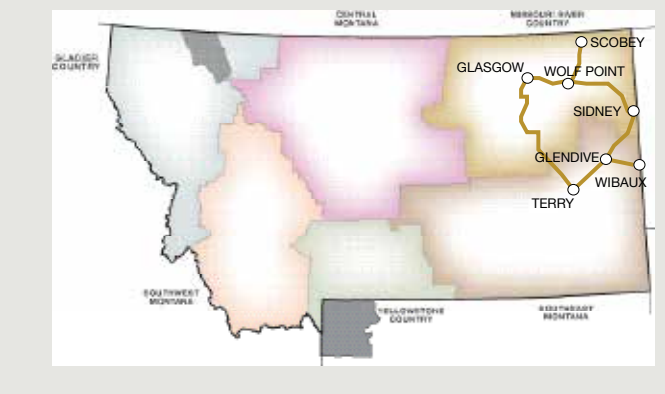 CENTRAL
MONTANA
MISSOURI RIVER
COUNTRY
GLACIER
COUNTRY
SCOBEY
GLASGOW
WOLF POINT
SIDNEY
GLENDIVE
WIBAUX
TERRY
SOUTHWEST
MONTANA
YELLOWSTONE
COUNTRY
SOUTHEAST
MONTANA